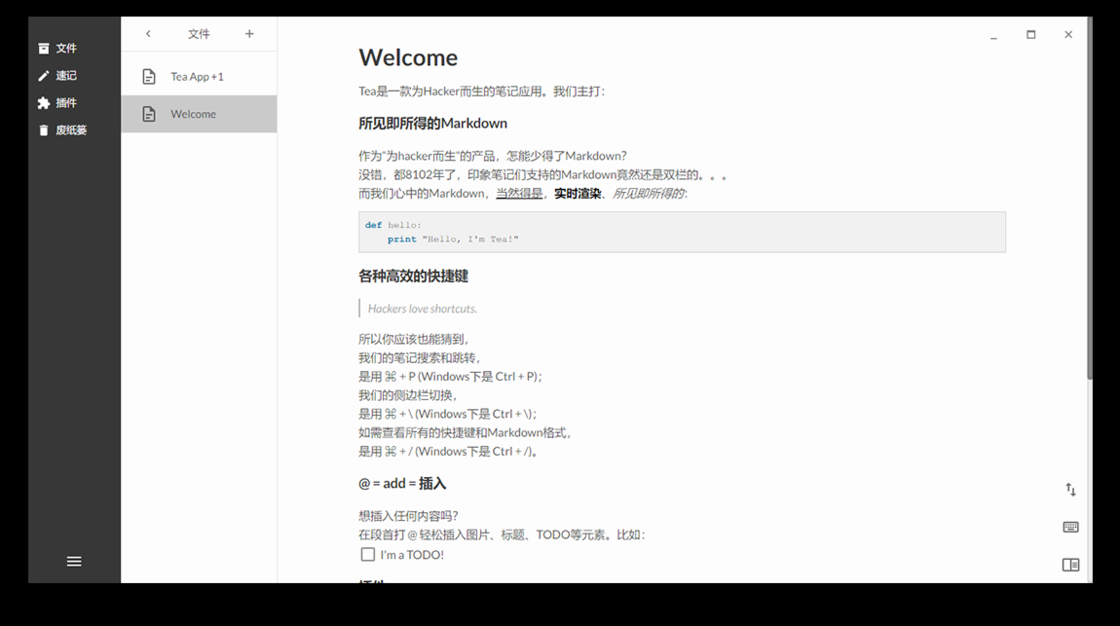 文件
速记
插件
废纸篓
文件
Tea App +1
Welcome
Welcome
Tea是一款为Hacker而生的笔记应用。我们主打：
所见即所得的Markdown
作为"为hacker而生"的产品，怎能少得了Markdown？
没错，都8102年了，印象笔记们支持的Markdown竟然还是双栏的。。。
而我们心中的Markdown，当然得是，实时渲染、所见即所得的：
def hello:
    print "Hello, I'm Tea!"
各种高效的快捷键
Hackers love shortcuts.
所以你应该也能猜到，
我们的笔记搜索和跳转，
是用 ⌘ + P (Windows下是 Ctrl + P)；
我们的侧边栏切换，
是用 ⌘ + \ (Windows下是 Ctrl + \)；
如需查看所有的快捷键和Markdown格式，
是用 ⌘ + / (Windows下是 Ctrl + /)。
@ = add = 插入
想插入任何内容吗？
在段首打 @ 轻松插入图片、标题、TODO等元素。比如：
I'm a TODO!